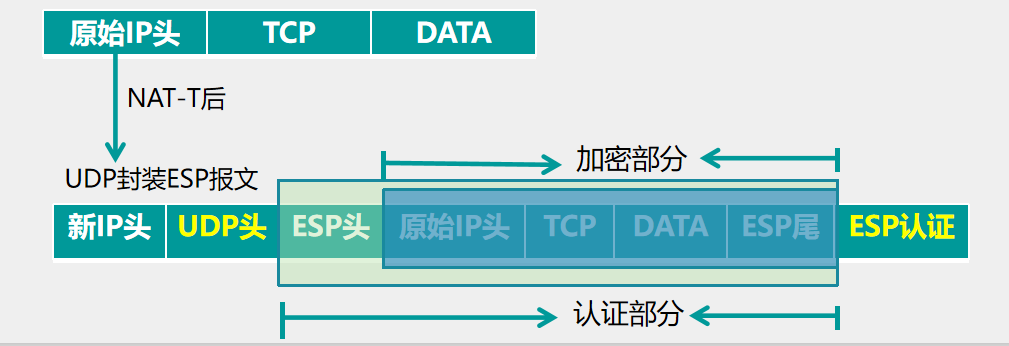 原始IP头 TCP DATA
NAT-T后
加密部分
UDP封装ESP报文
新IP头 UDP头 ESP头 原始IP头 TCP DATA ESP尾 ESP认证
认证部分